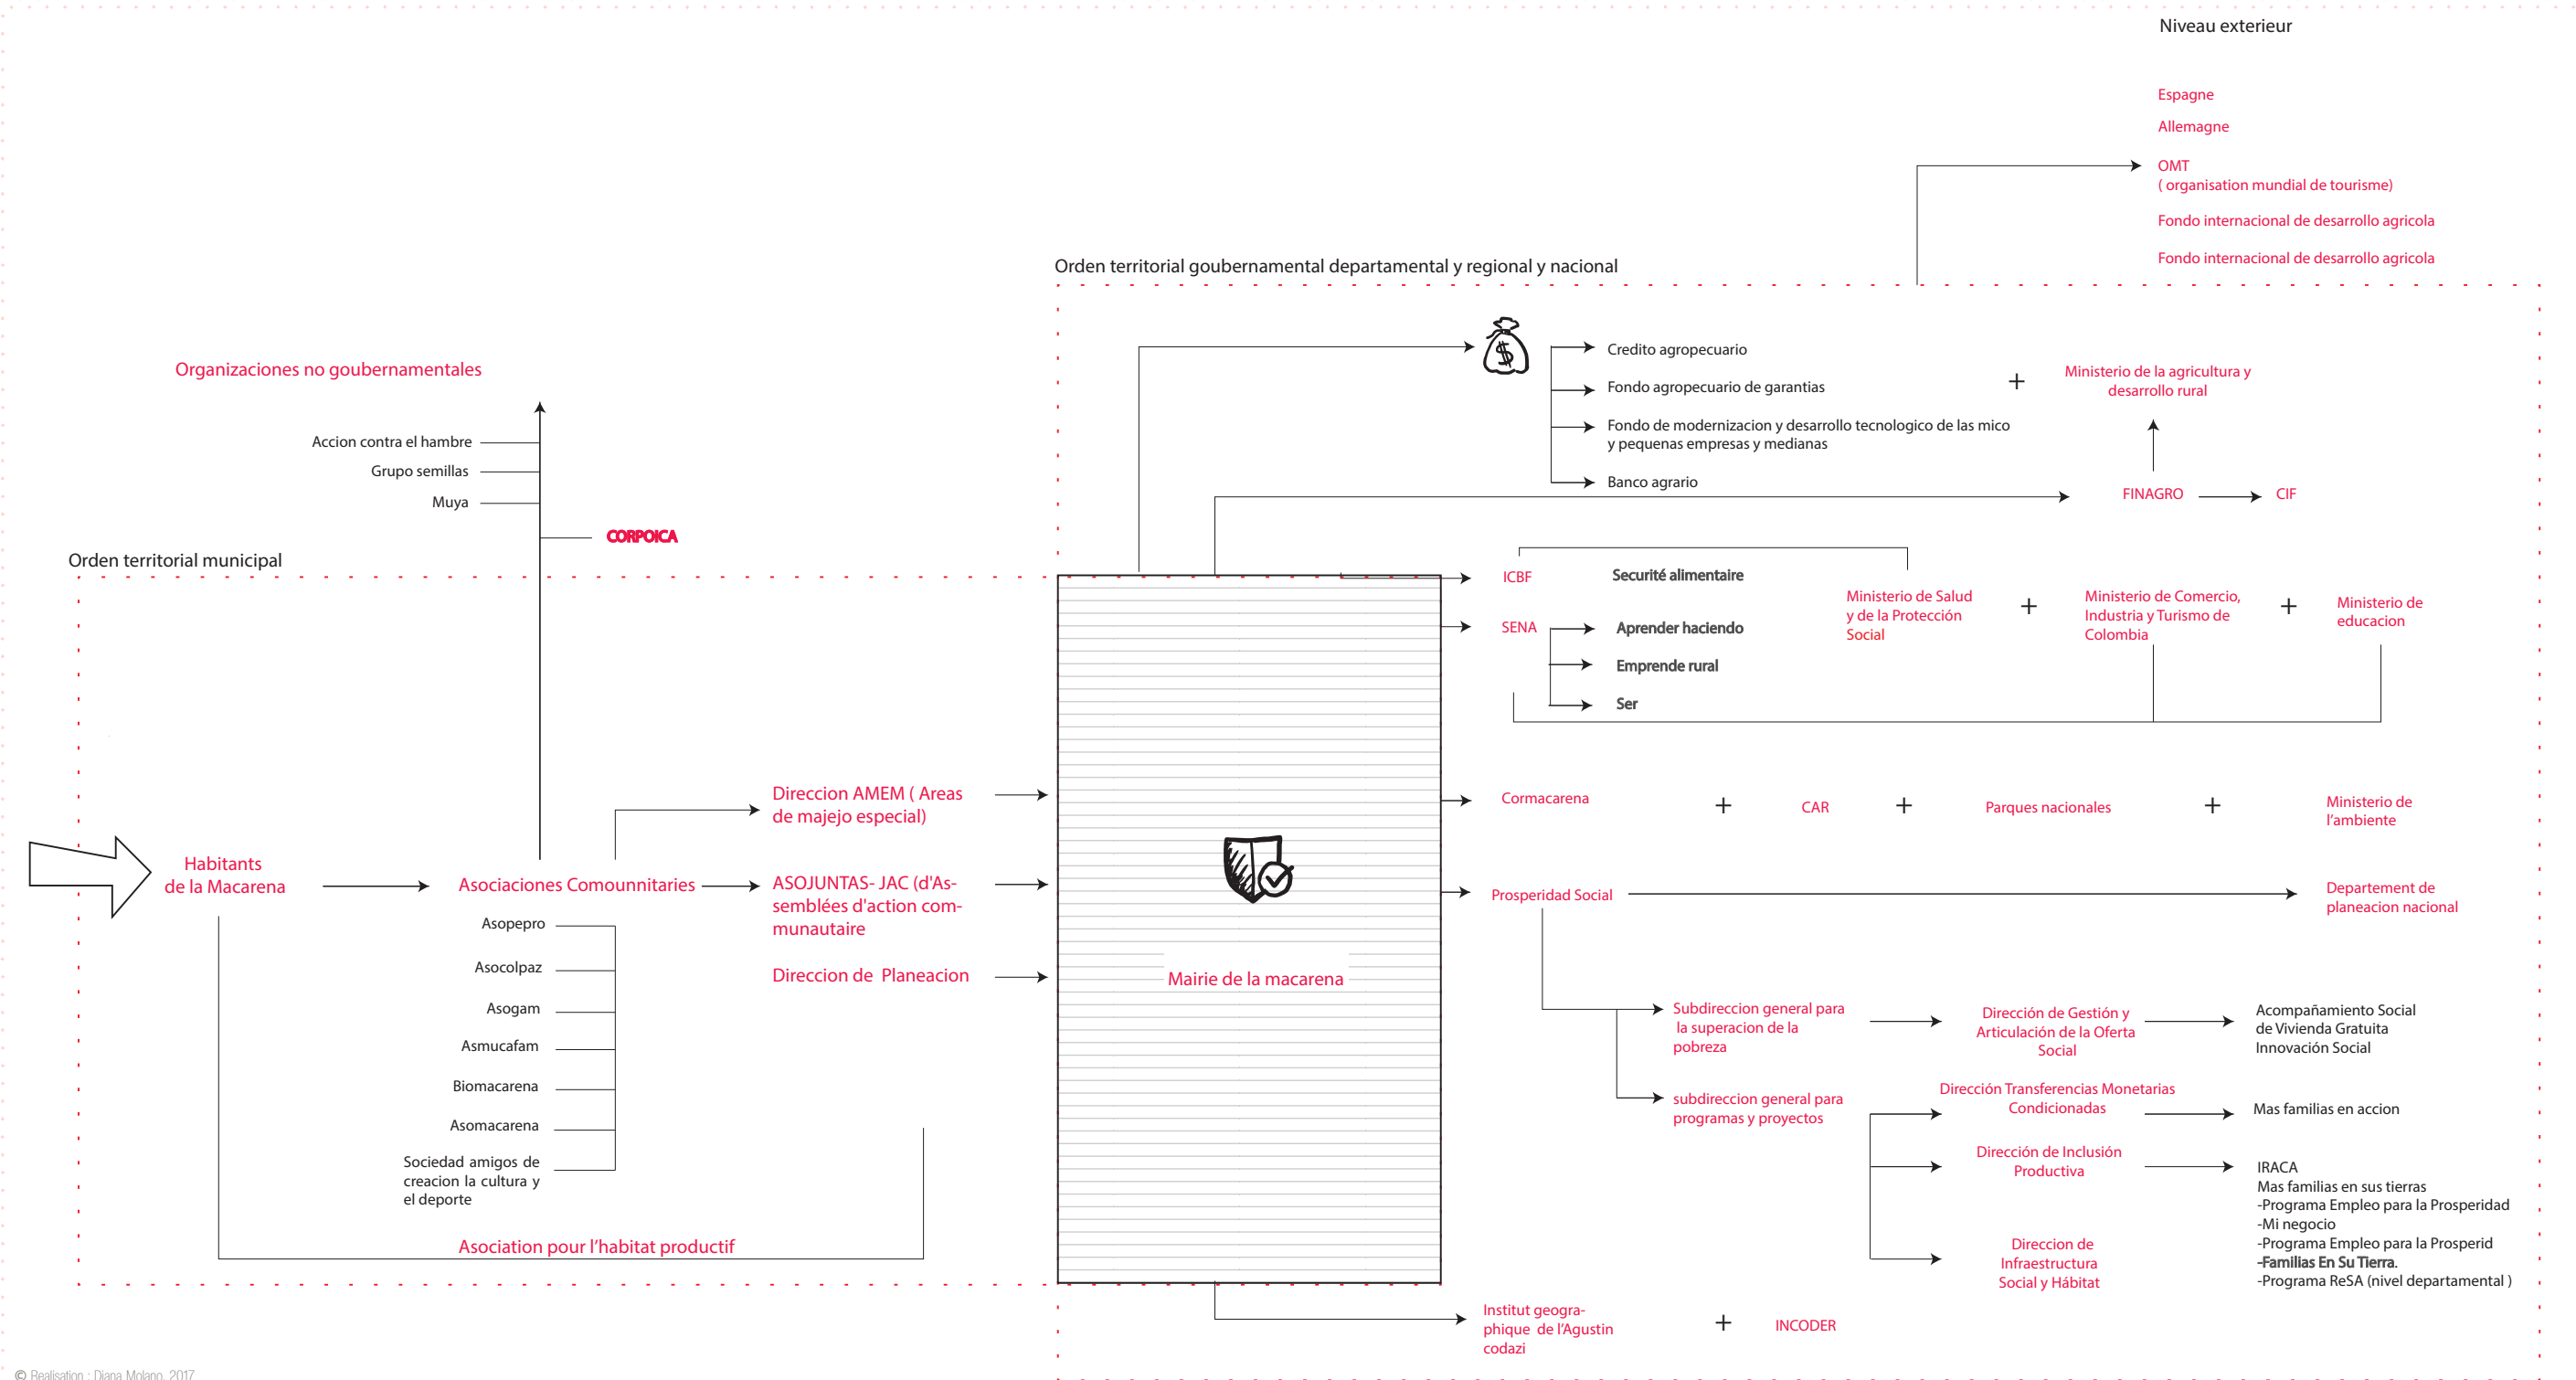 Niveau exterieur
Espagne
Allemagne
OMT
( organisation mundial de tourisme)
Fondo internacional de desarrollo agricola
Fondo internacional de desarrollo agricola
Orden territorial goubernamental departamental y regional y nacional
Credito agropecuario
Fondo agropecuario de garantias
Fondo de modernizacion y desarrollo tecnologico de las mico
y pequenas empresas y medianas
Banco agrario
+
Ministerio de la agricultura y
desarrollo rural
FINAGRO
CIF
Organizaciones no goubernamentales
Accion contra el hambre
Grupo semillas
Muya
CORPOICA
Orden territorial municipal
ICBF
Securité alimentaire
SENA
Aprender haciendo
Emprende rural
Ser
Ministerio de Salud
y de la Protección
Social
+
Ministerio de Comercio,
Industria y Turismo de
Colombia
+
Ministerio de
educacion
Habitants
de la Macarena
Asociaciones Comounnitaries
Asopepro
Asocolpaz
Asogam
Asmucafam
Biomacarena
Asomacarena
Sociedad amigos de
creacion la cultura y
el deporte
Asociation pour l'habitat productif
Direccion AMEM ( Areas
de majejo especial)
ASOJUNTAS- JAC (d'As-
semblées d'action com-
munautaire
Direccion de Planeacion
Mairie de la macarena
Cormacarena
+
CAR
+
Parques nacionales
+
Ministerio de
l'ambiente
Prosperidad Social
Departement de
planeacion nacional
Subdireccion general para
la superacion de la
pobreza
Dirección de Gestión y
Articulación de la Oferta
Social
Acompañamiento Social
de Vivienda Gratuita
Innovación Social
subdireccion general para
programas y proyectos
Dirección Transferencias Monetarias
Condicionadas
Mas familias en accion
Dirección de Inclusión
Productiva
IRACA
Mas familias en sus tierras
-Programa Empleo para la Prosperidad
-Mi negocio
-Programa Empleo para la Prosperid
-Familias En Su Tierra.
-Programa ReSA (nivel departamental )
Direccion de
Infraestructura
Social y Hábitat
Institut geogra-
phique de l'Agustin
codazi
+
INCODER
© Realisation : Diana Molano, 2017